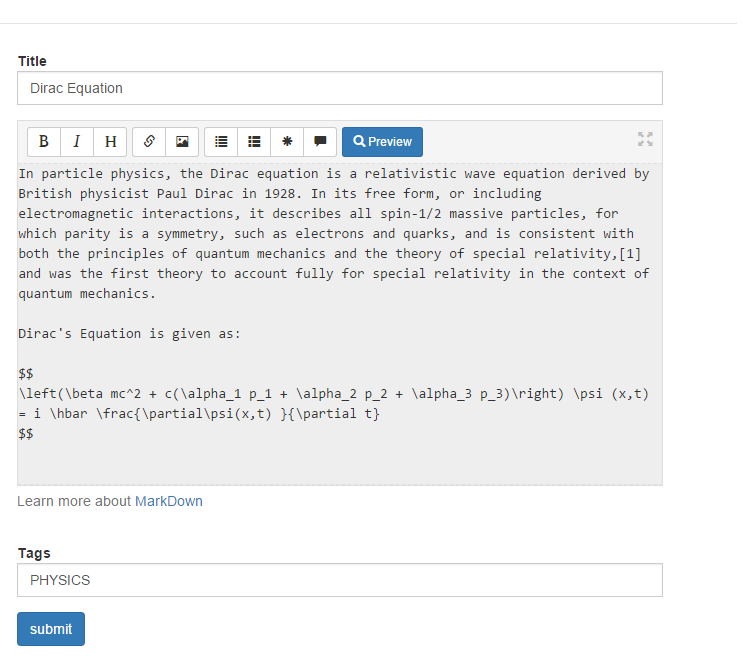 Title
Dirac Equation
B I H Preview
In particle physics, the Dirac equation is a relativistic wave equation derived by
British physicist Paul Dirac in 1928. In its free form, or including
electromagnetic interactions, it describes all spin-1/2 massive particles, for
which parity is a symmetry, such as electrons and quarks, and is consistent with
both the principles of quantum mechanics and the theory of special relativity,[1]
and was the first theory to account fully for special relativity in the context of
quantum mechanics.
Dirac's Equation is given as:
$$
\left(\beta mc^2 + c(\alpha_1 p_1 + \alpha_2 p_2 + \alpha_3 p_3)\right) \psi (x,t)
= i \hbar \frac{\partial\psi(x,t) }{\partial t}
$$
Learn more about MarkDown
Tags
PHYSICS
submit